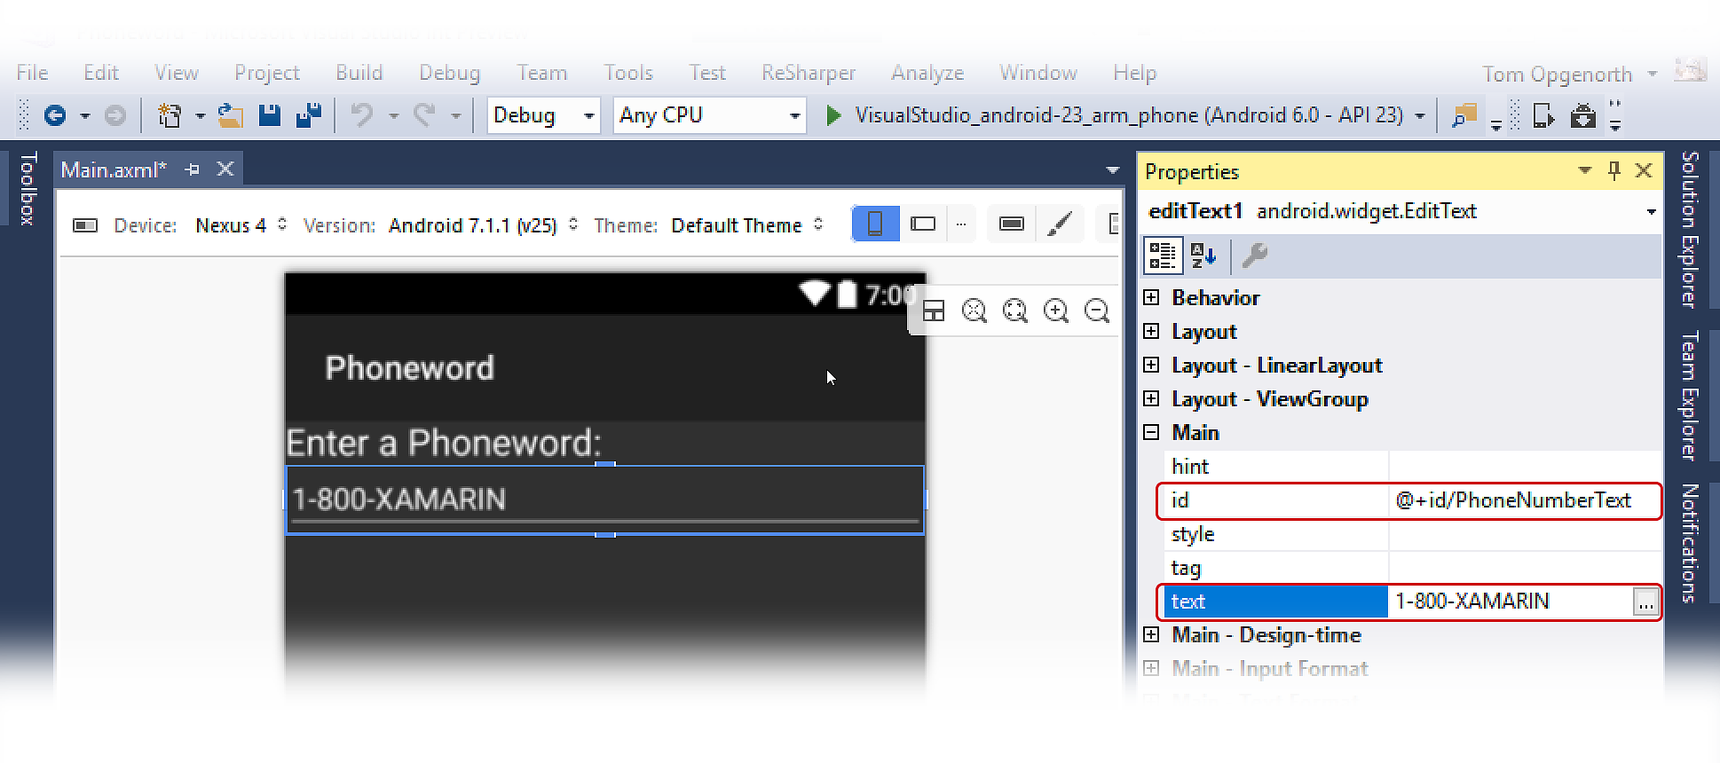 File Edit View Project Build Debug Team Tools Test ReSharper Analyze Window Help Tom Opgenorth
Debug Any CPU VisualStudio_android-23_arm_phone (Android 6.0 - API 23)
Toolbox
Main.axml*
Device: Nexus 4 Version: Android 7.1.1 (v25) Theme: Default Theme ...
7:00
Phoneword
Enter a Phoneword:
1-800-XAMARIN
Properties
editText1 android.widget.EditText
Behavior
Layout
Layout - LinearLayout
Layout - ViewGroup
Main
hint
id @+id/PhoneNumberText
style
tag
text 1-800-XAMARIN ...
Main - Design-time
Main - Input Format
Solution Explorer
Team Explorer
Notifications